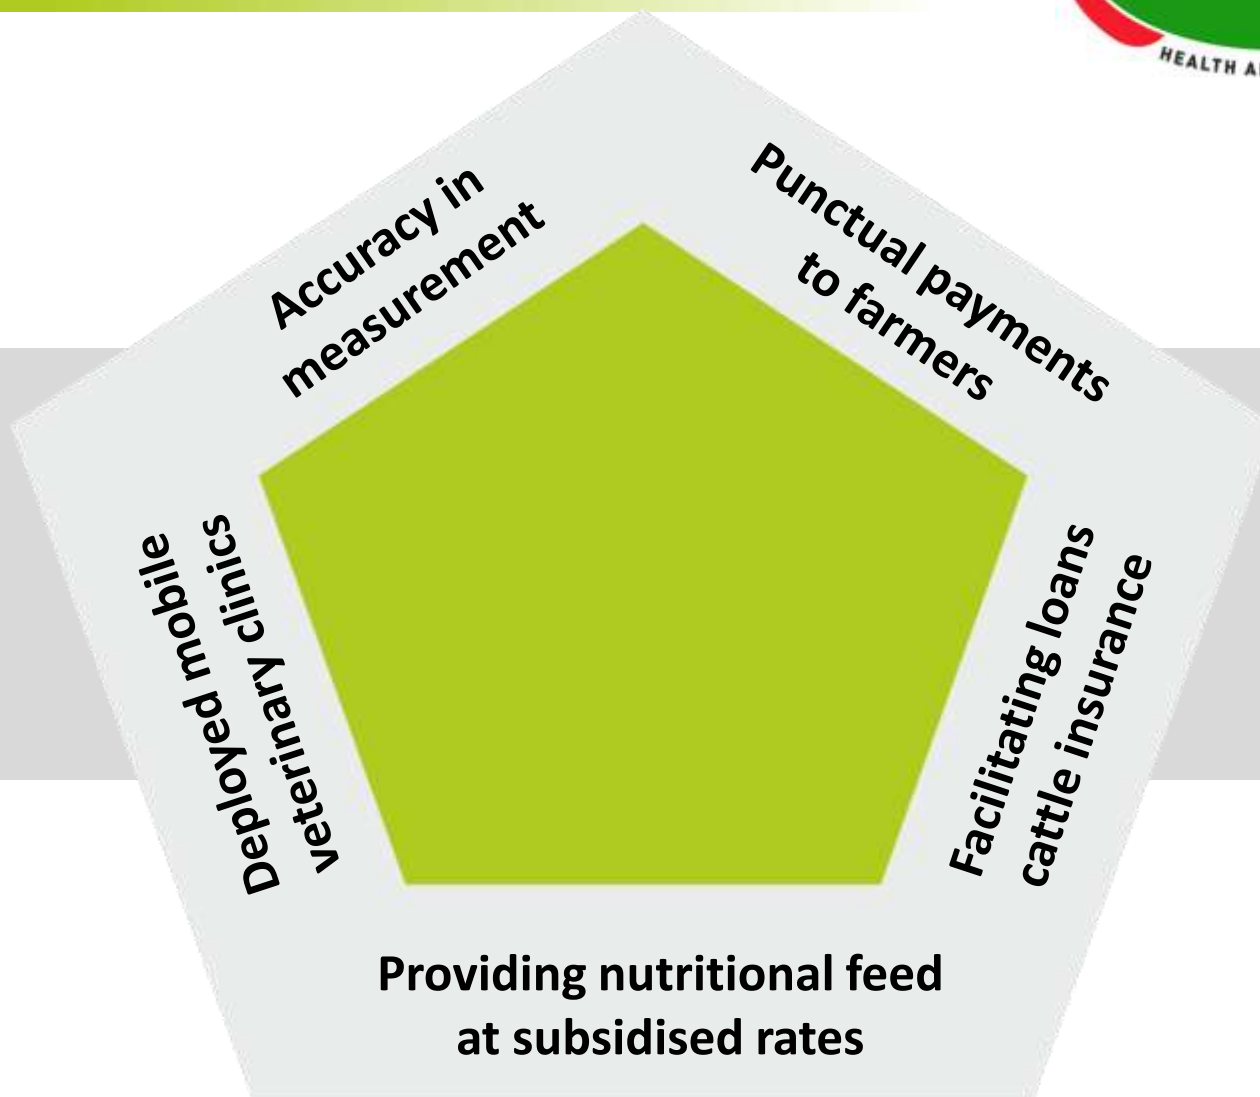 HEALTH
Accuracy in
measurement
Punctual payments
to farmers
Deployed mobile
veterinary clinics
Facilitating loans
cattle insurance
Providing nutritional feed
at subsidised rates